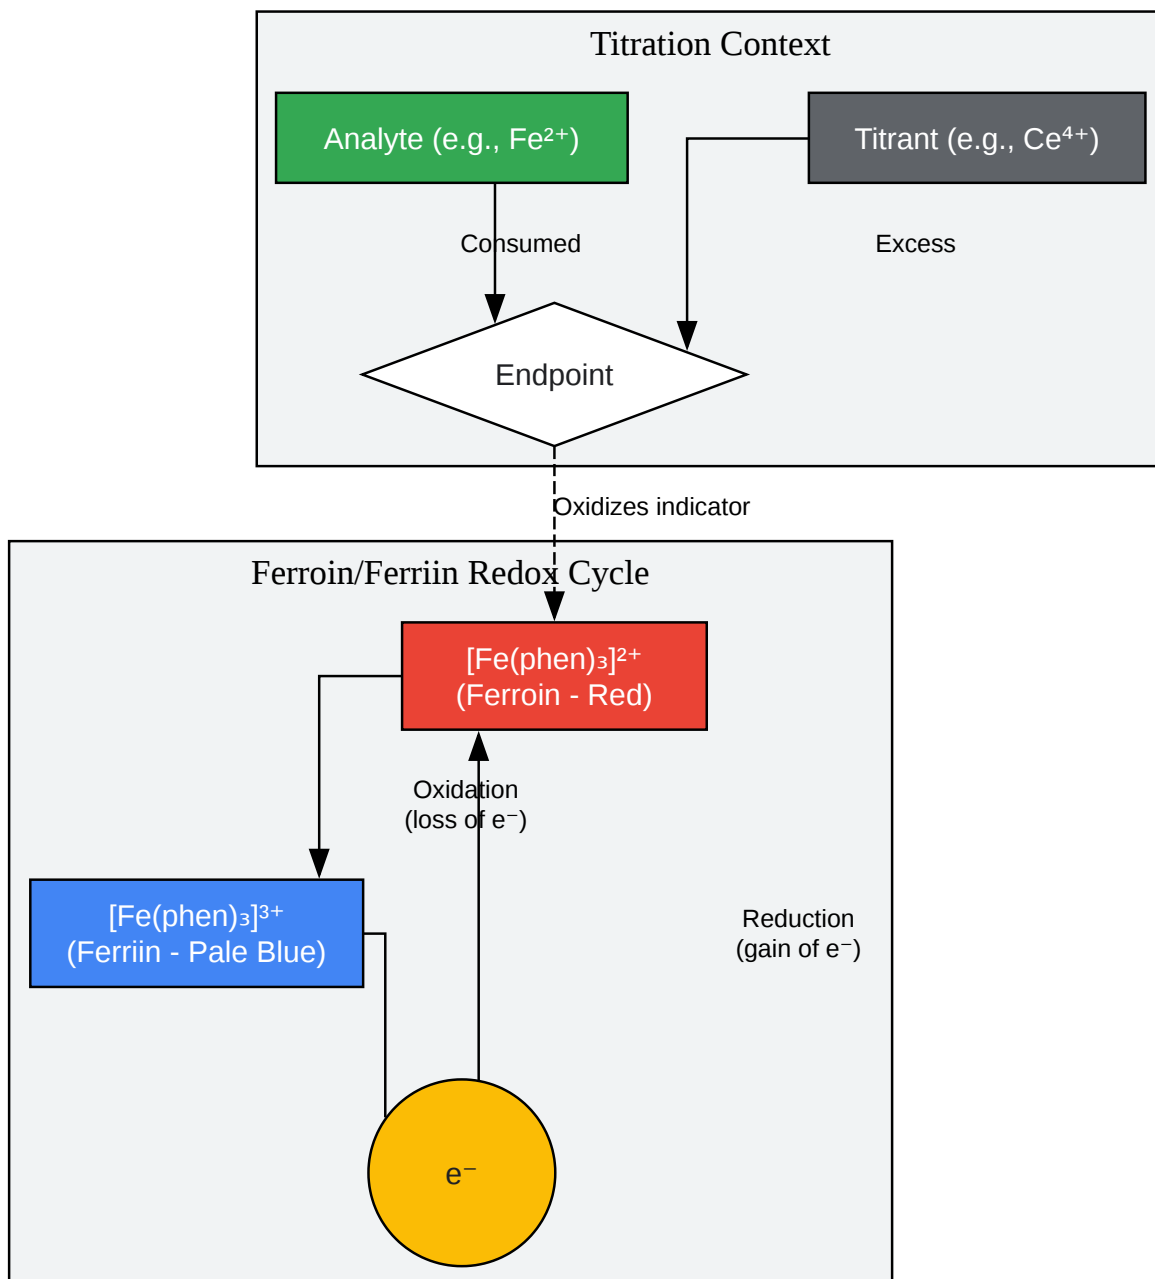 Titration Context
Analyte (e.g., Fe²⁺)
Titrant (e.g., Ce⁴⁺)
Consumed
Excess
Endpoint
Oxidizes indicator
Ferroin/Ferriin Redox Cycle
[Fe(phen)₃]²⁺
(Ferroin - Red)
Oxidation
(loss of e⁻)
[Fe(phen)₃]³⁺
(Ferriin - Pale Blue)
Reduction
(gain of e⁻)
e⁻